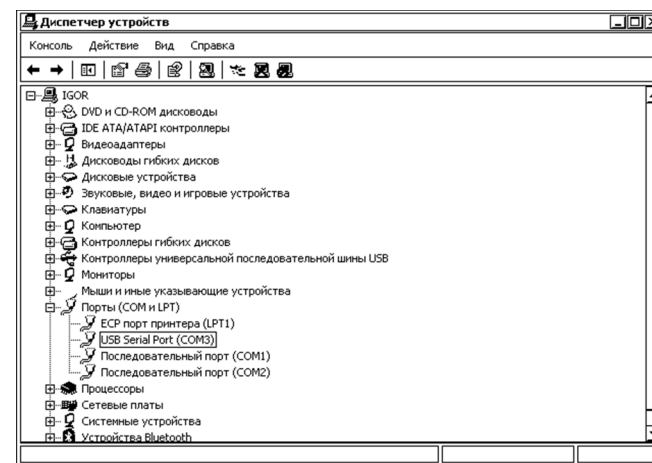 Диспетчер устройств
Консоль Действие Вид Справка
IGOR
DVD и CD-ROM дисководы
IDE ATA/ATAPI контроллеры
Видеоадаптеры
Дисководы гибких дисков
Дисковые устройства
Звуковые, видео и игровые устройства
Клавиатуры
Компьютер
Контроллеры гибких дисков
Контроллеры универсальной последовательной шины USB
Мониторы
Мыши и иные указывающие устройства
Порты (COM и LPT)
ECP порт принтера (LPT1)
USB Serial Port (COM3)
Последовательный порт (COM1)
Последовательный порт (COM2)
Процессоры
Сетевые платы
Системные устройства
Устройства Bluetooth